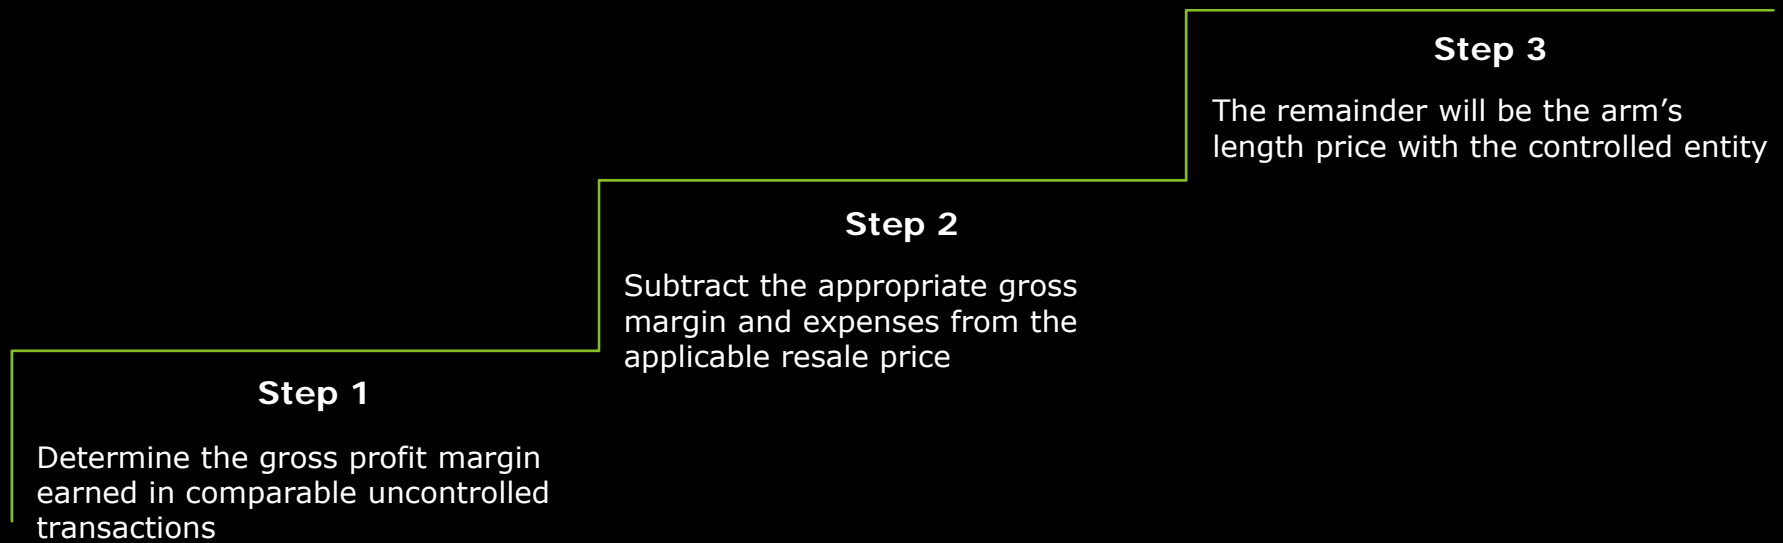 Step 1
Determine the gross profit margin
earned in comparable uncontrolled
transactions
Step 2
Subtract the appropriate gross
margin and expenses from the
applicable resale price
Step 3
The remainder will be the arm’s
length price with the controlled entity